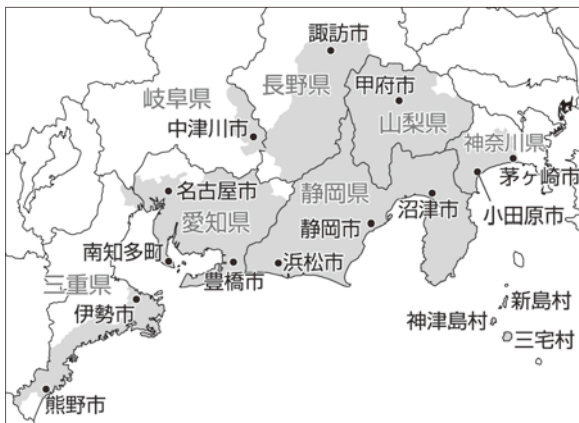 諏訪市
長野県
甲府市
岐阜県
山梨県
中津川市
神奈川県
茅ヶ崎市
名古屋市
静岡県
沼津市
小田原市
愛知県
静岡市
南知多町
豊橋市
浜松市
三重県
伊勢市
新島村
神津島村
三宅村
熊野市